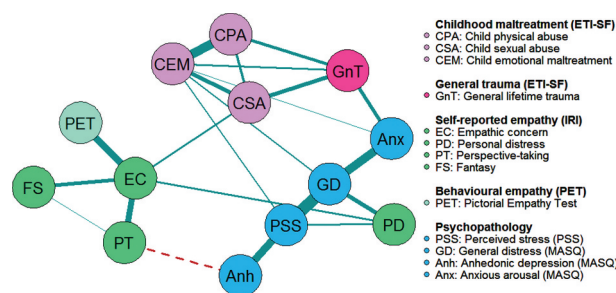 CPA
CEM
GnT
CSA
PET
Anx
EC
FS
GD
PSS
PD
PT
Anh
Childhood maltreatment (ETI-SF)
CPA: Child physical abuse
CSA: Child sexual abuse
CEM: Child emotional maltreatment
General trauma (ETI-SF)
GnT: General lifetime trauma
Self-reported empathy (IRI)
EC: Empathic concern
PD: Personal distress
PT: Perspective-taking
FS: Fantasy
Behavioural empathy (PET)
PET: Pictorial Empathy Test
Psychopathology
PSS: Perceived stress (PSS)
GD: General distress (MASQ)
Anh: Anhedonic depression (MASQ)
Anx: Anxious arousal (MASQ)